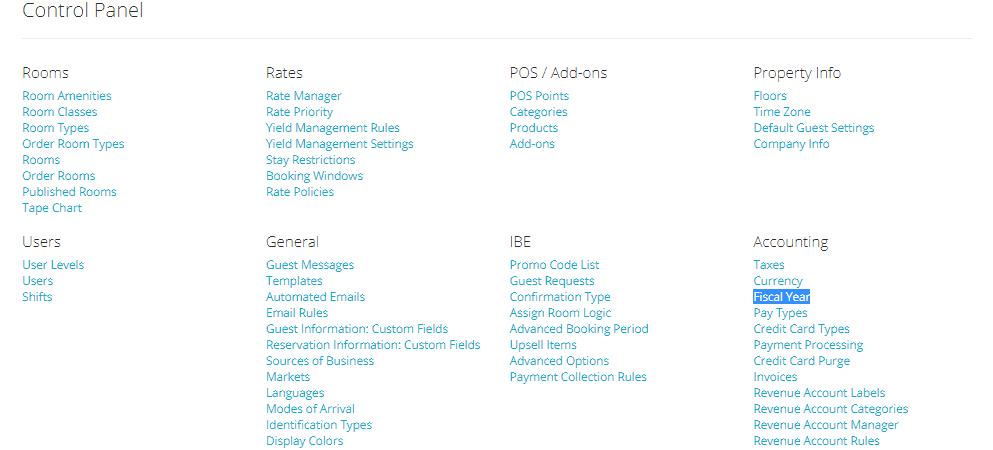 Control Panel
Rooms
Room Amenities
Room Classes
Room Types
Order Room Types
Rooms
Order Rooms
Published Rooms
Tape Chart
Rates
Rate Manager
Rate Priority
Yield Management Rules
Yield Management Settings
Stay Restrictions
Booking Windows
Rate Policies
POS / Add-ons
POS Points
Categories
Products
Add-ons
Property Info
Floors
Time Zone
Default Guest Settings
Company Info
Users
User Levels
Users
Shifts
General
Guest Messages
Templates
Automated Emails
Email Rules
Guest Information: Custom Fields
Reservation Information: Custom Fields
Sources of Business
Markets
Languages
Modes of Arrival
Identification Types
Display Colors
IBE
Promo Code List
Guest Requests
Confirmation Type
Assign Room Logic
Advanced Booking Period
Upsell Items
Advanced Options
Payment Collection Rules
Accounting
Taxes
Currency
Fiscal Year
Pay Types
Credit Card Types
Payment Processing
Credit Card Purge
Invoices
Revenue Account Labels
Revenue Account Categories
Revenue Account Manager
Revenue Account Rules